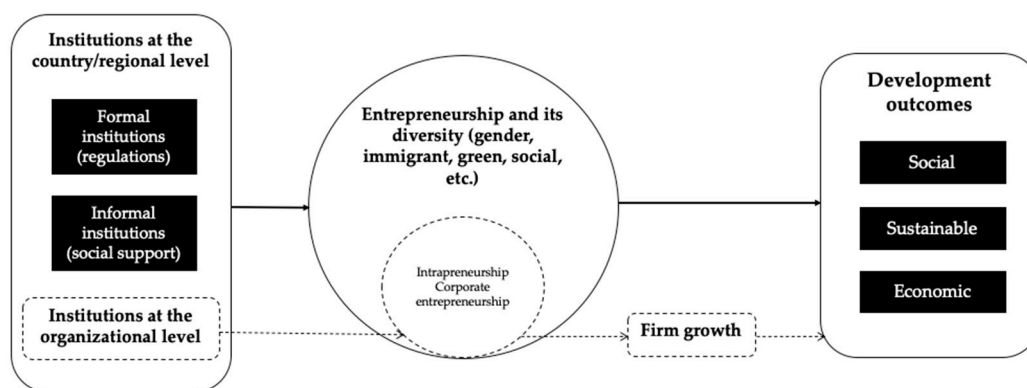 Institutions at the
country/regional level
Formal
institutions
(regulations)
Informal
institutions
(social support)
Institutions at the
organizational level
Entrepreneurship and its
diversity (gender,
immigrant, green, social,
etc.)
Intrapreneurship
Corporate
entrepreneurship
Firm growth
Development
outcomes
Social
Sustainable
Economic